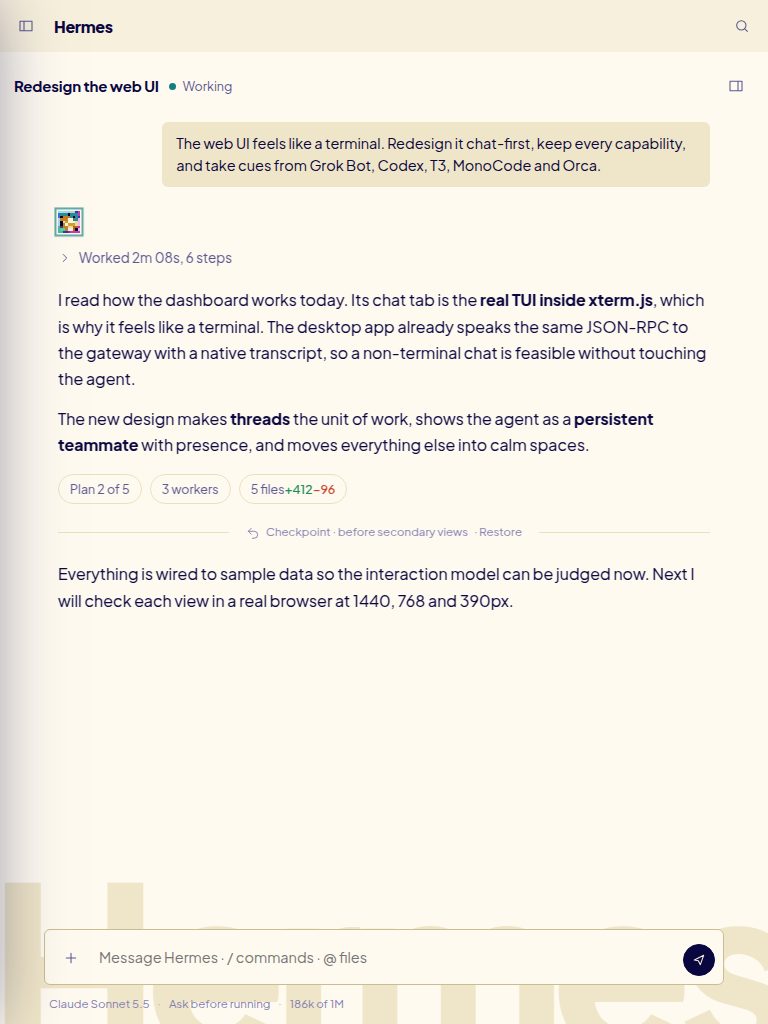 Hermes
Redesign the web UI
Working
The web UI feels like a terminal. Redesign it chat-first, keep every capability,
and take cues from Grok Bot, Codex, T3, MonoCode and Orca.
Worked 2m 08s, 6 steps
I read how the dashboard works today. Its chat tab is the real TUI inside xterm.js, which
is why it feels like a terminal. The desktop app already speaks the same JSON-RPC to
the gateway with a native transcript, so a non-terminal chat is feasible without touching
the agent.
The new design makes threads the unit of work, shows the agent as a persistent
teammate with presence, and moves everything else into calm spaces.
Plan 2 of 5
3 workers
5 files+412−96
Checkpoint · before secondary views · Restore
Everything is wired to sample data so the interaction model can be judged now. Next I
will check each view in a real browser at 1440, 768 and 390px.
Hermes
Message Hermes · / commands · @ files
Claude Sonnet 5.5 · Ask before running · 186k of 1M